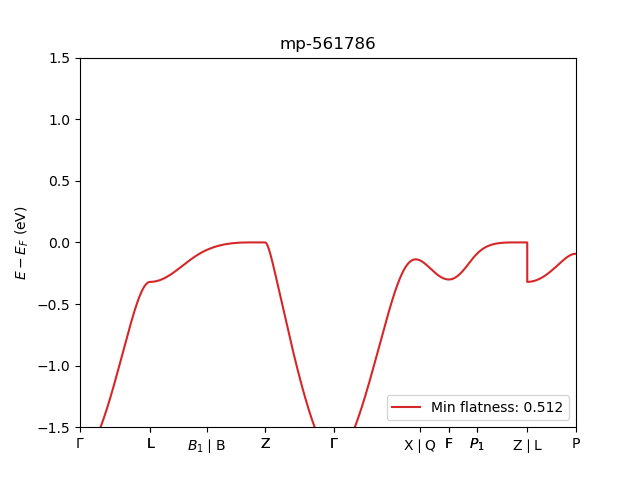 mp-561786
E − E_F (eV)
1.5
1.0
0.5
0.0
−0.5
−1.0
−1.5
Min flatness: 0.512
Γ L B₁ | B Z Γ X | Q F P₁ Z | L P